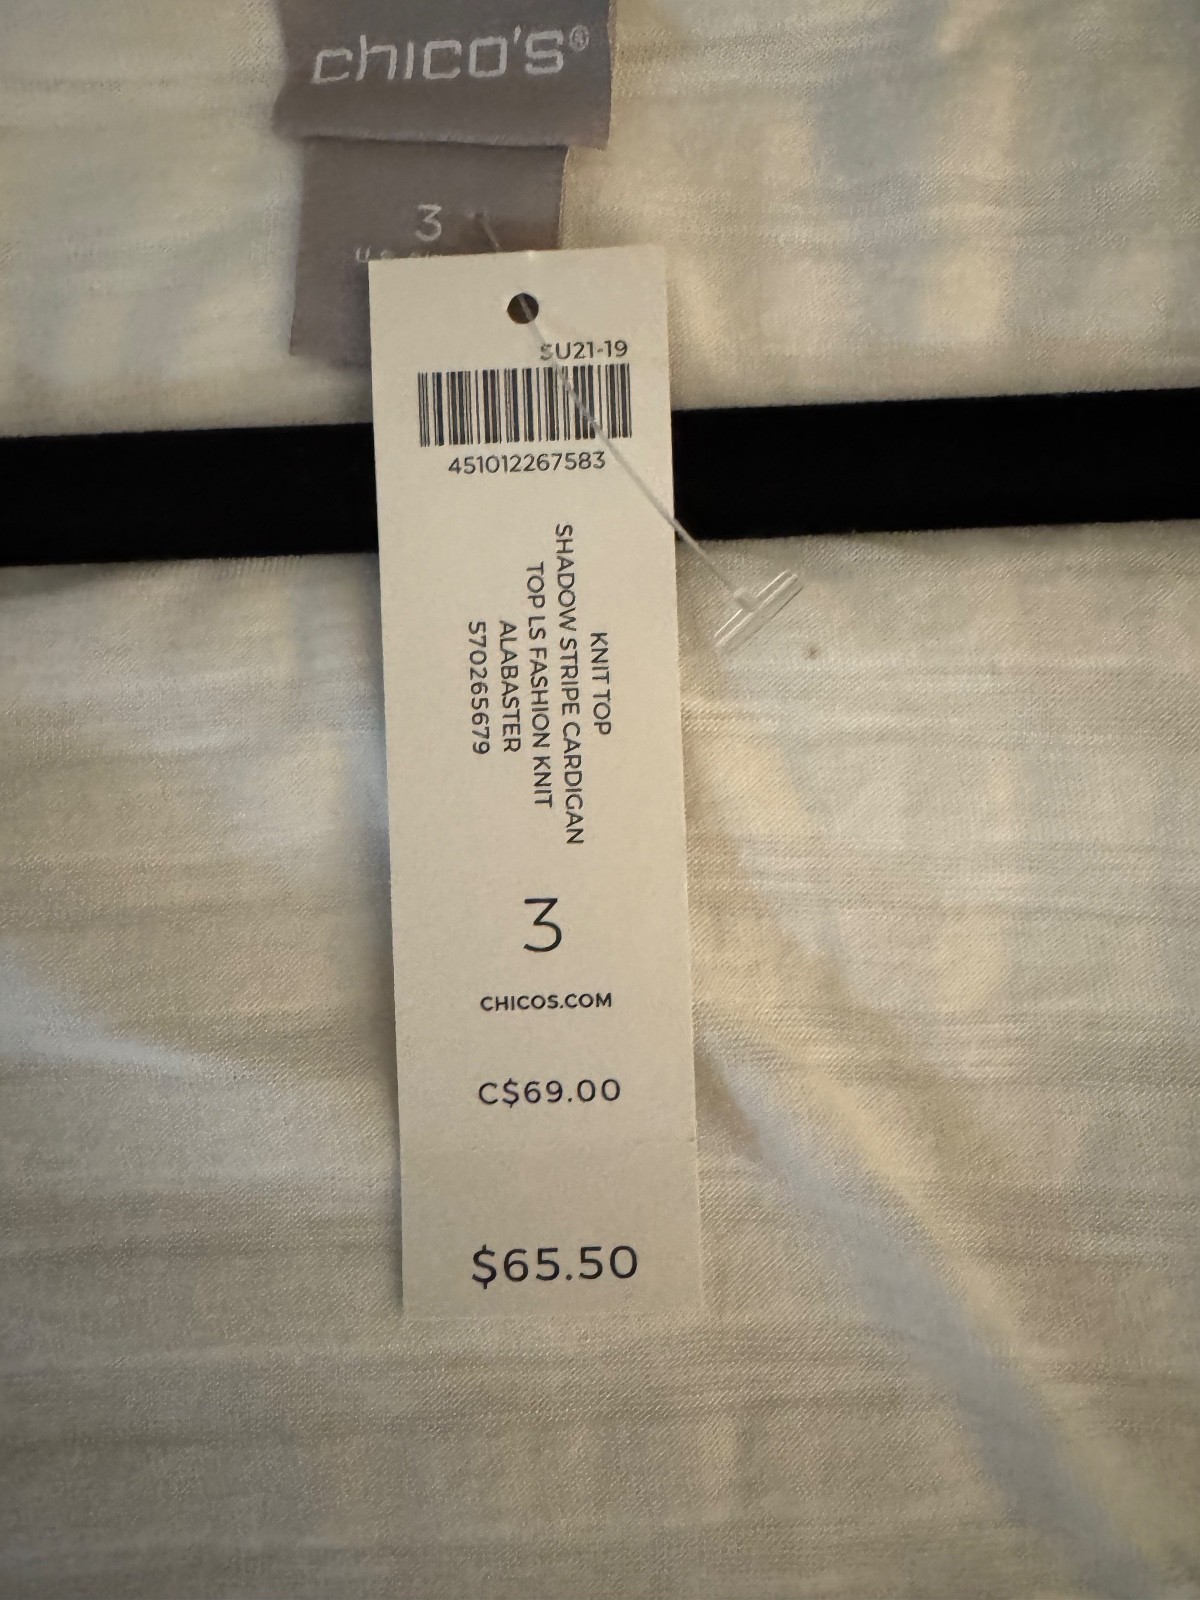 chico's®
3
SU21-19
451012267583
KNIT TOP
SHADOW STRIPE CARDIGAN
TOP LS FASHION KNIT
ALABASTER
570265679
3
CHICOS.COM
C$69.00
$65.50